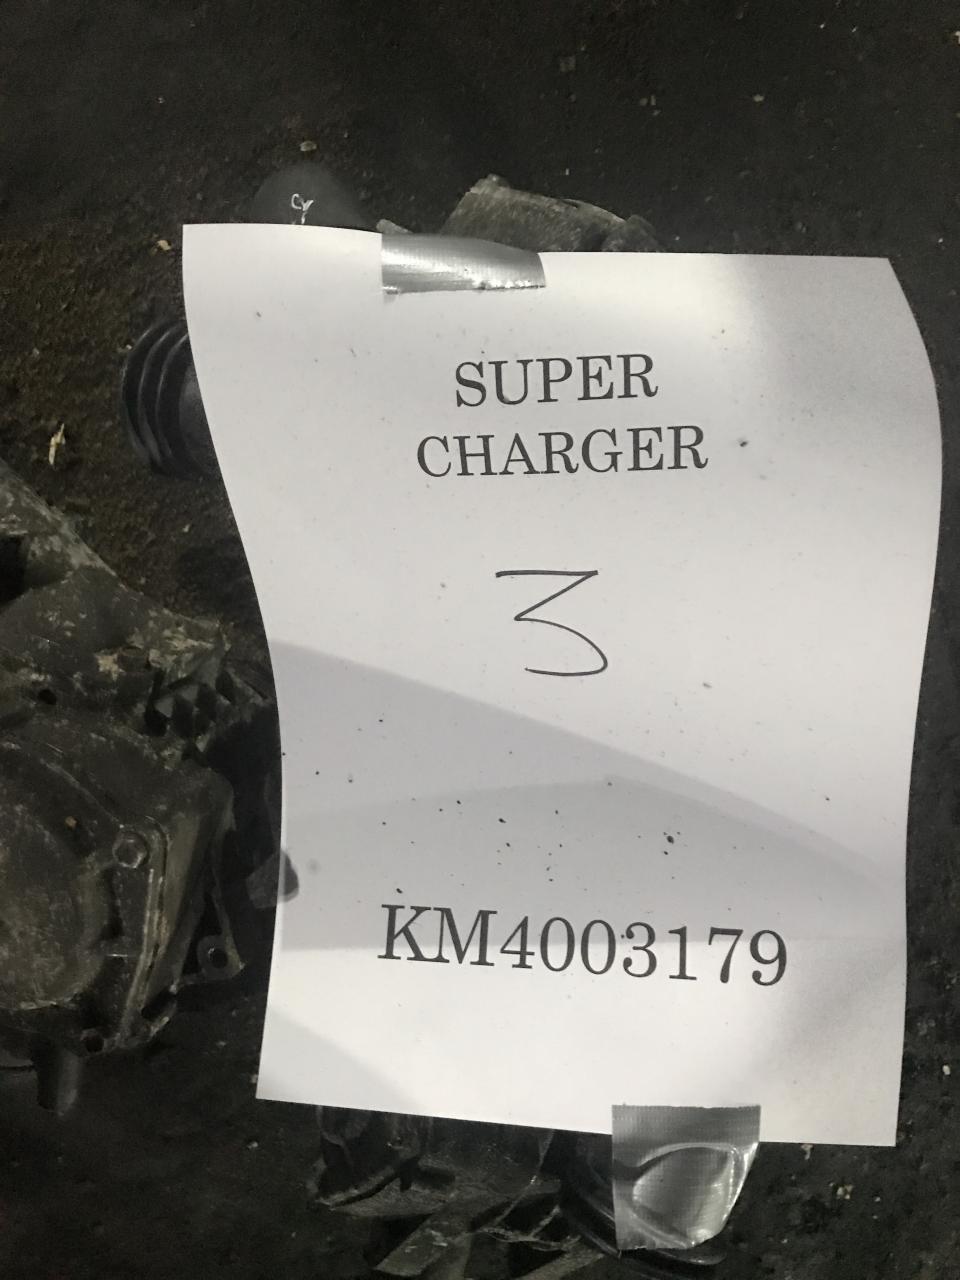 SUPER
CHARGER
3
KM4003179